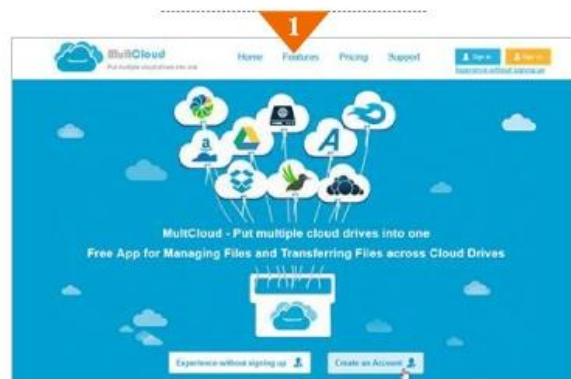 1
MultCloud
Put multiple cloud drives into one
Home Features Pricing Support
Sign in
Experience without signing up
a
A
MultCloud - Put multiple cloud drives into one
Free App for Managing Files and Transferring Files across Cloud Drives
Experience without signing up Create an Account